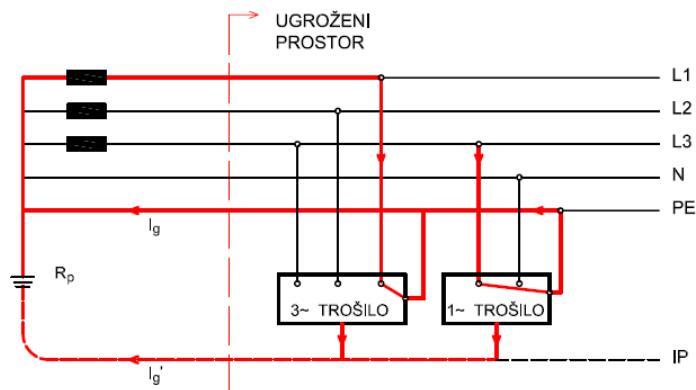 UGROŽENI
PROSTOR
L1
L2
L3
N
PE
Ig
Rp
3~ TROŠILO
1~ TROŠILO
Ig'
IP